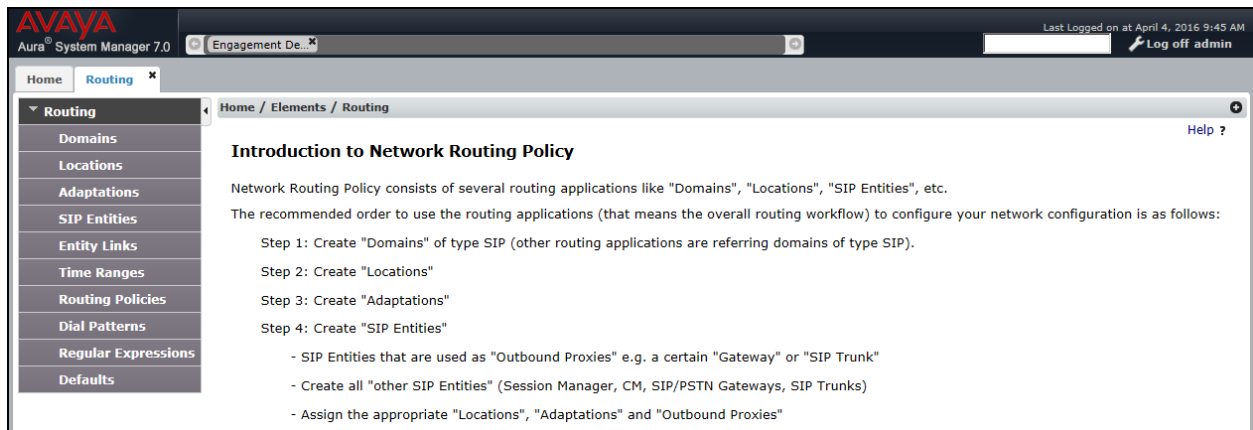 AVAYA
Last Logged on at April 4, 2016 9:45 AM
Aura® System Manager 7.0
Engagement De...x
Log off admin
Home
Routing x
Routing
Home / Elements / Routing
Help ?
Domains
Locations
Adaptations
SIP Entities
Entity Links
Time Ranges
Routing Policies
Dial Patterns
Regular Expressions
Defaults
Introduction to Network Routing Policy
Network Routing Policy consists of several routing applications like "Domains", "Locations", "SIP Entities", etc.
The recommended order to use the routing applications (that means the overall routing workflow) to configure your network configuration is as follows:
Step 1: Create "Domains" of type SIP (other routing applications are referring domains of type SIP).
Step 2: Create "Locations"
Step 3: Create "Adaptations"
Step 4: Create "SIP Entities"
- SIP Entities that are used as "Outbound Proxies" e.g. a certain "Gateway" or "SIP Trunk"
- Create all "other SIP Entities" (Session Manager, CM, SIP/PSTN Gateways, SIP Trunks)
- Assign the appropriate "Locations", "Adaptations" and "Outbound Proxies"